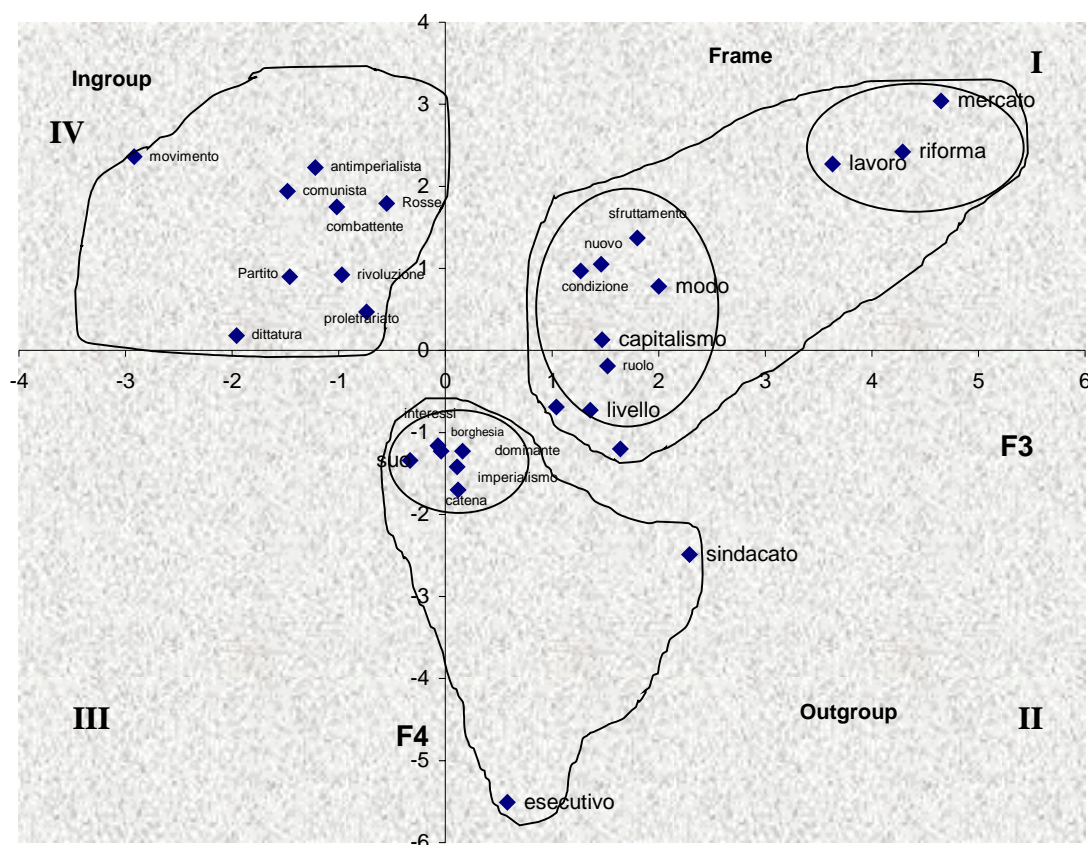 4
Ingroup
Frame
I
3
mercato
IV
movimento
antimperialista
lavoro
riforma
2
comunista
Rosse
combattente
sfruttamento
nuovo
1
Partito
rivoluzione
condizione
modo
proletrariato
dittatura
capitalismo
0
ruolo
-4
-3
-2
-1
0
1
2
3
4
5
6
interessi
livello
-1
borghesia
dominante
F3
suo
imperialismo
catena
-2
sindacato
-3
-4
III
F4
Outgroup
II
-5
esecutivo
-6